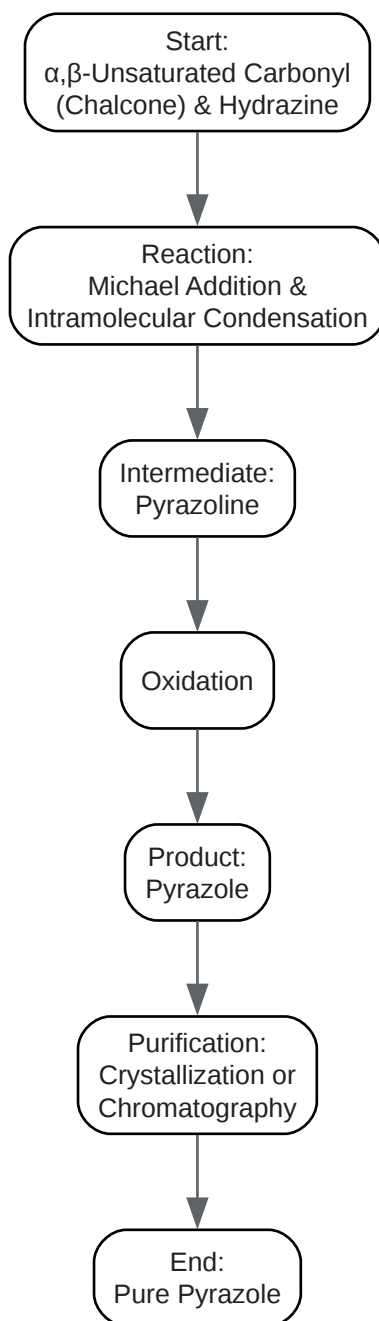 Start:
α,β-Unsaturated Carbonyl
(Chalcone) & Hydrazine
Reaction:
Michael Addition &
Intramolecular Condensation
Intermediate:
Pyrazoline
Oxidation
Product:
Pyrazole
Purification:
Crystallization or
Chromatography
End:
Pure Pyrazole